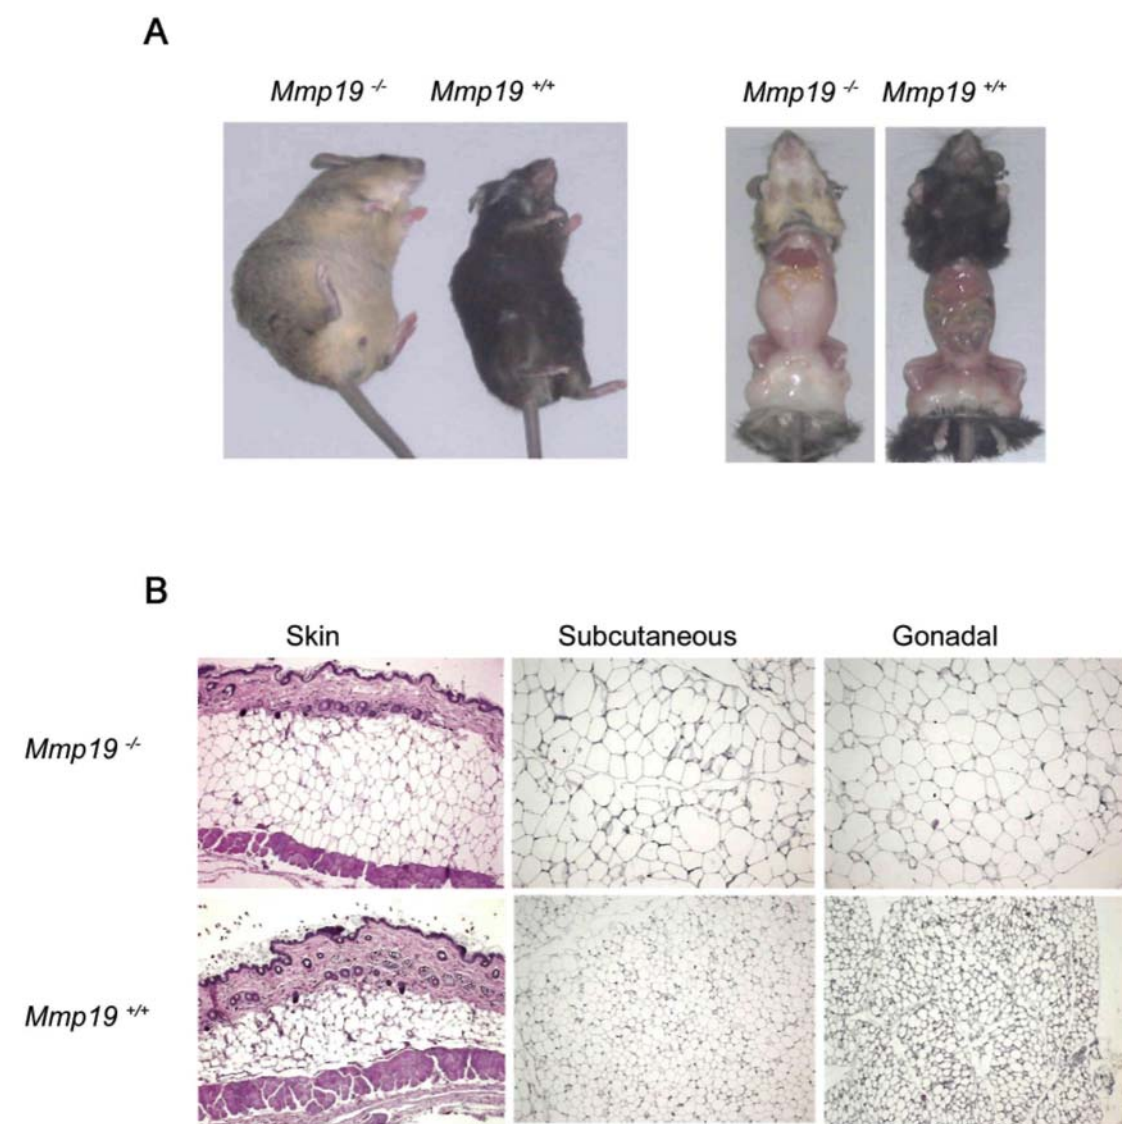 A
Mmp19 -/- Mmp19 +/+ Mmp19 -/- Mmp19 +/+
B
Skin Subcutaneous Gonadal
Mmp19 -/-
Mmp19 +/+